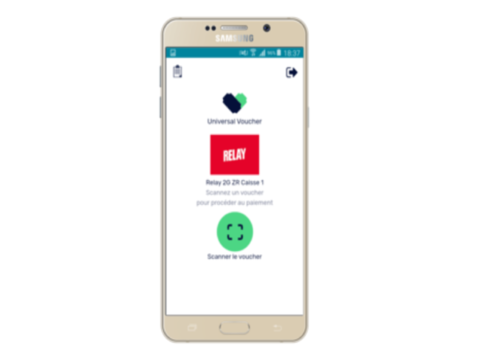 SAMSUNG
18:37
Universal Voucher
RELAY
Relay 20 ZR Caisse 1
Scannez un voucher
pour procéder au paiement
Scanner le voucher